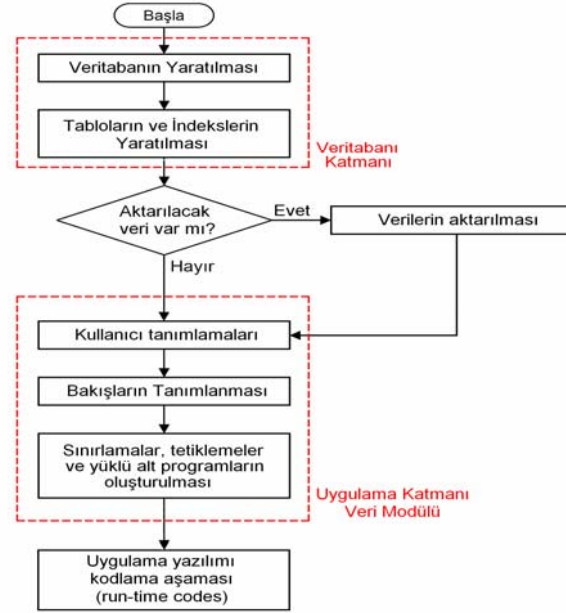 Başla
Veritabanın Yaratılması
Tabloların ve İndekslerin
Yaratılması
Veritabanı
Katmanı
Aktarılacak
veri var mı?
Evet
Verilerin aktarılması
Hayır
Kullanıcı tanımlamaları
Bakışların Tanımlanması
Sınırlamalar, tetiklemeler
ve yüklü alt programların
oluşturulması
Uygulama Katmanı
Veri Modülü
Uygulama yazılımı
kodlama aşaması
(run-time codes)